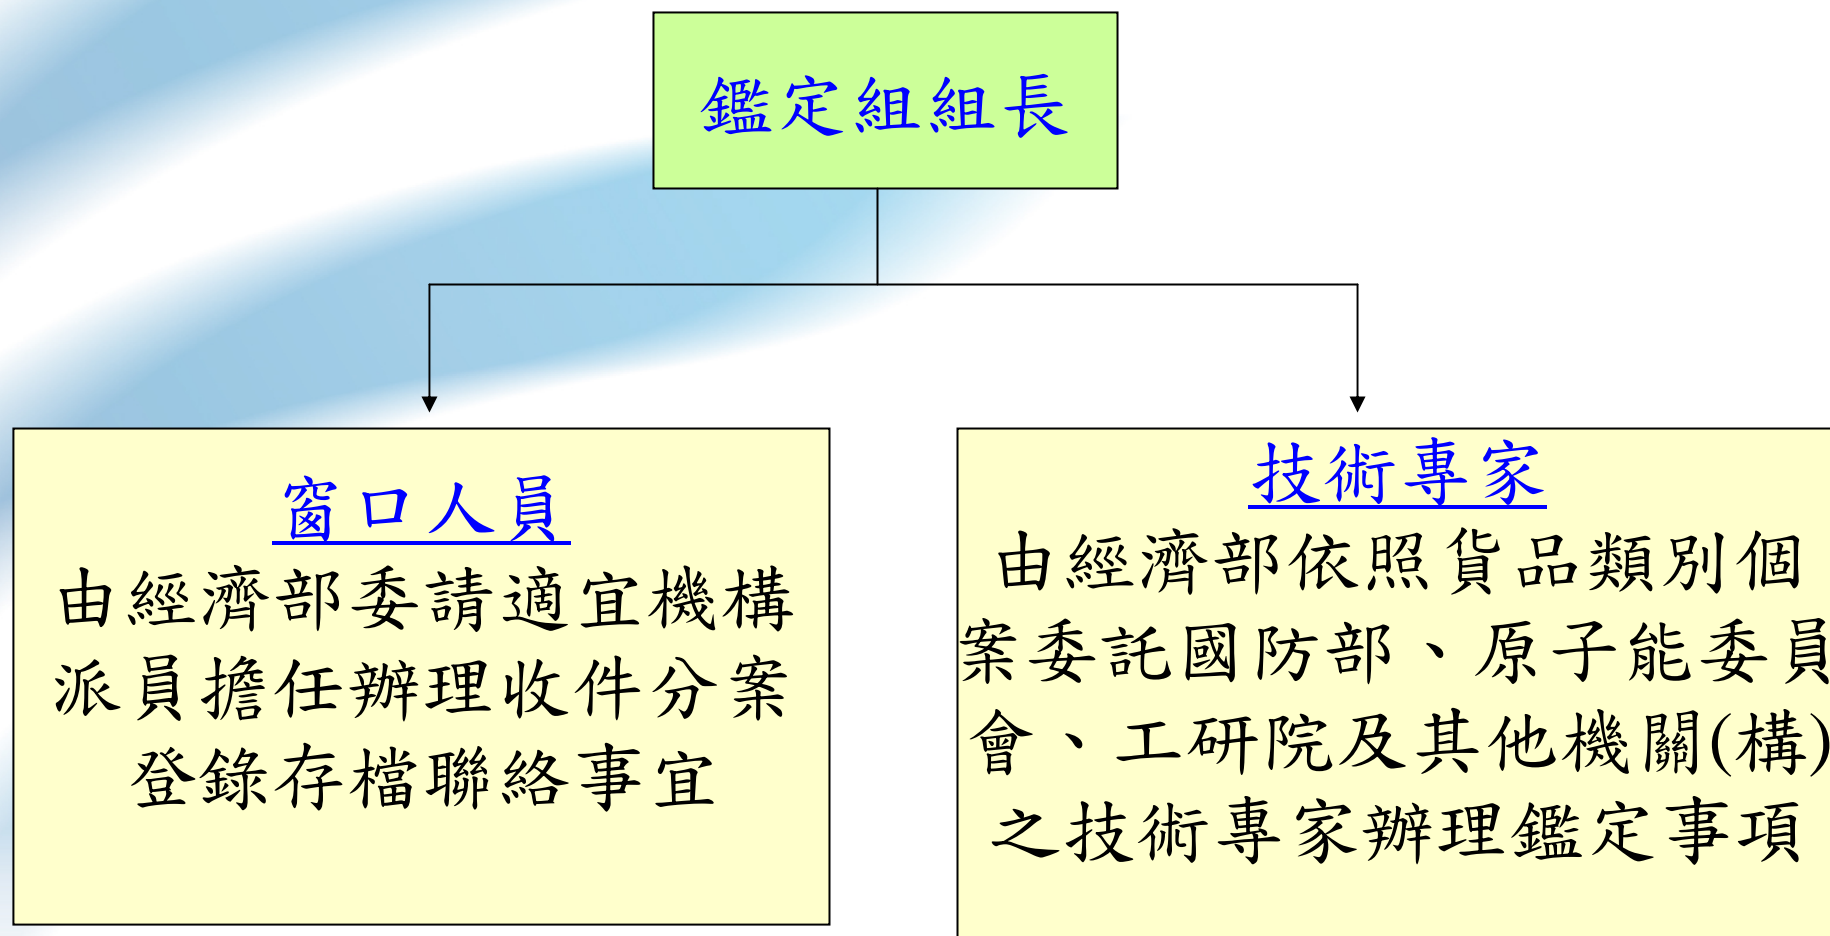 鑑定組組長
窗口人員
由經濟部委請適宜機構
派員擔任辦理收件分案
登錄存檔聯絡事宜
技術專家
由經濟部依照貨品類別個
案委託國防部、原子能委員
會、工研院及其他機關(構)
之技術專家辦理鑑定事項